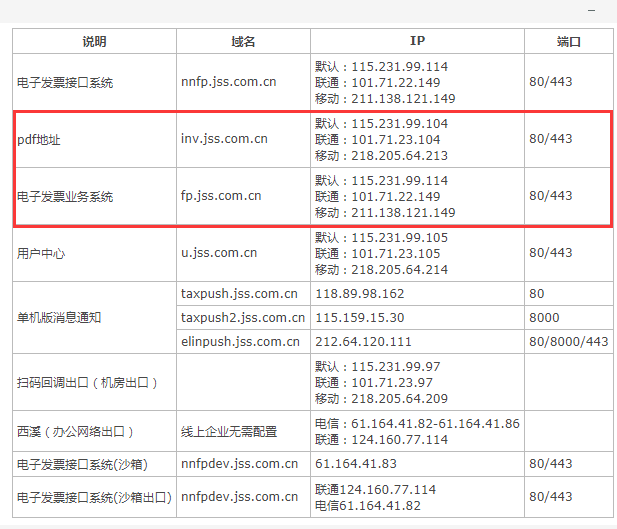 说明 域名 IP 端口
电子发票接口系统 nnfp.jss.com.cn 默认：115.231.99.114 80/443
联通：101.71.22.149
移动：211.138.121.149
pdf地址 inv.jss.com.cn 默认：115.231.99.104 80/443
联通：101.71.23.104
移动：218.205.64.213
电子发票业务系统 fp.jss.com.cn 默认：115.231.99.114 80/443
联通：101.71.22.149
移动：211.138.121.149
用户中心 u.jss.com.cn 默认：115.231.99.105 80/443
联通：101.71.23.105
移动：218.205.64.214
单机版消息通知 taxpush.jss.com.cn 118.89.98.162 80
taxpush2.jss.com.cn 115.159.15.30 8000
elinpush.jss.com.cn 212.64.120.111 80/8000/443
扫码回调出口（机房出口） 默认：115.231.99.97
联通：101.71.23.97
移动：218.205.64.209
西溪（办公网络出口） 线上企业无需配置 电信：61.164.41.82-61.164.41.86
联通：124.160.77.114
电子发票接口系统(沙箱) nnfpdev.jss.com.cn 61.164.41.83 80/443
电子发票接口系统(沙箱出口) nnfpdev.jss.com.cn 联通124.160.77.114 80/443
电信61.164.41.82